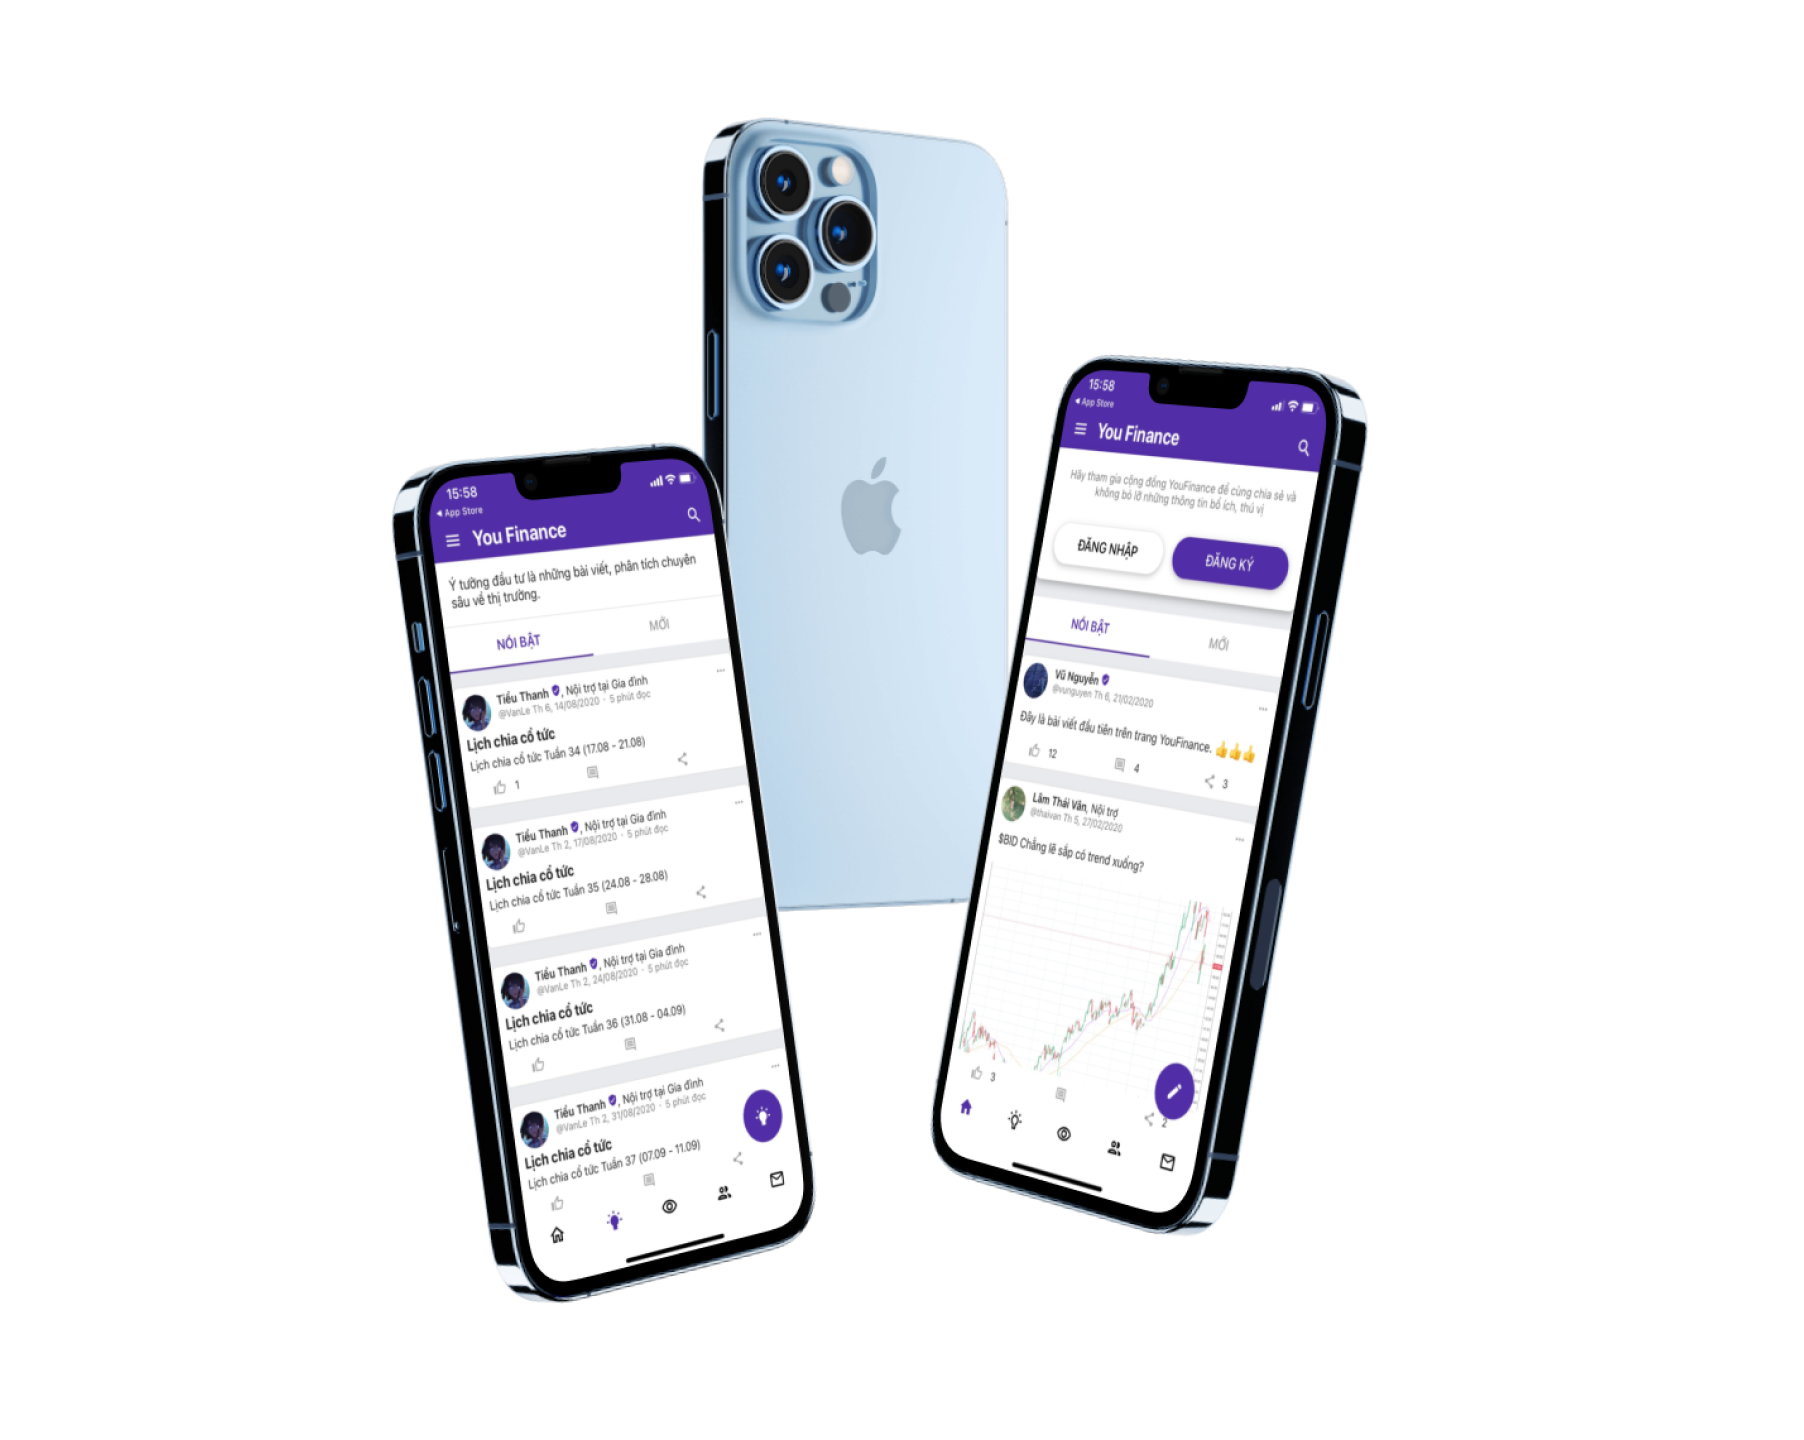 15:58
App Store
You Finance
Ý tưởng đầu tư là những bài viết, phân tích chuyên
sâu về thị trường.
NỔI BẬT
MỚI
Tiểu Thanh , Nội trợ tại Gia đình
@VanLe Th 6, 14/08/2020 · 5 phút đọc
Lịch chia cổ tức
Lịch chia cổ tức Tuần 34 (17.08 - 21.08)
1
Tiểu Thanh , Nội trợ tại Gia đình
@VanLe Th 2, 17/08/2020 · 5 phút đọc
Lịch chia cổ tức
Lịch chia cổ tức Tuần 35 (24.08 - 28.08)
Tiểu Thanh , Nội trợ tại Gia đình
@VanLe Th 2, 24/08/2020 · 5 phút đọc
Lịch chia cổ tức
Lịch chia cổ tức Tuần 36 (31.08 - 04.09)
Tiểu Thanh , Nội trợ tại Gia đình
@VanLe Th 2, 31/08/2020 · 5 phút đọc
Lịch chia cổ tức
Lịch chia cổ tức Tuần 37 (07.09 - 11.09)
15:58
App Store
You Finance
Hãy tham gia cộng đồng YouFinance để cùng chia sẻ và
không bỏ lỡ những thông tin bổ ích, thú vị
ĐĂNG NHẬP
ĐĂNG KÝ
NỔI BẬT
MỚI
Vũ Nguyễn
@vunguyen Th 6, 21/02/2020
Đây là bài viết đầu tiên trên trang YouFinance. 👍👍👍
12
4
3
Lâm Thái Vân, Nội trợ
@thaivan Th 5, 27/02/2020
$BID Chẳng lẽ sắp có trend xuống?
3
2